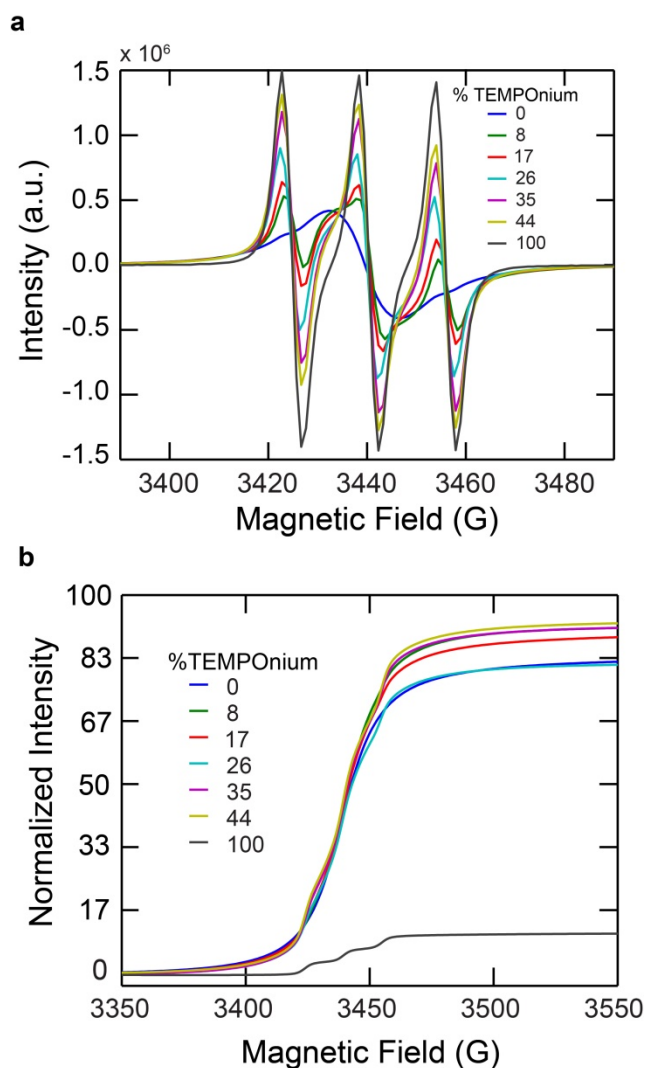 a
x 10⁶
1.5
1.0
0.5
0.0
-0.5
-1.0
-1.5
Intensity (a.u.)
% TEMPOnium
0
8
17
26
35
44
100
3400 3420 3440 3460 3480
Magnetic Field (G)
b
100
83
67
50
33
17
0
Normalized Intensity
%TEMPOnium
0
8
17
26
35
44
100
3350 3400 3450 3500 3550
Magnetic Field (G)